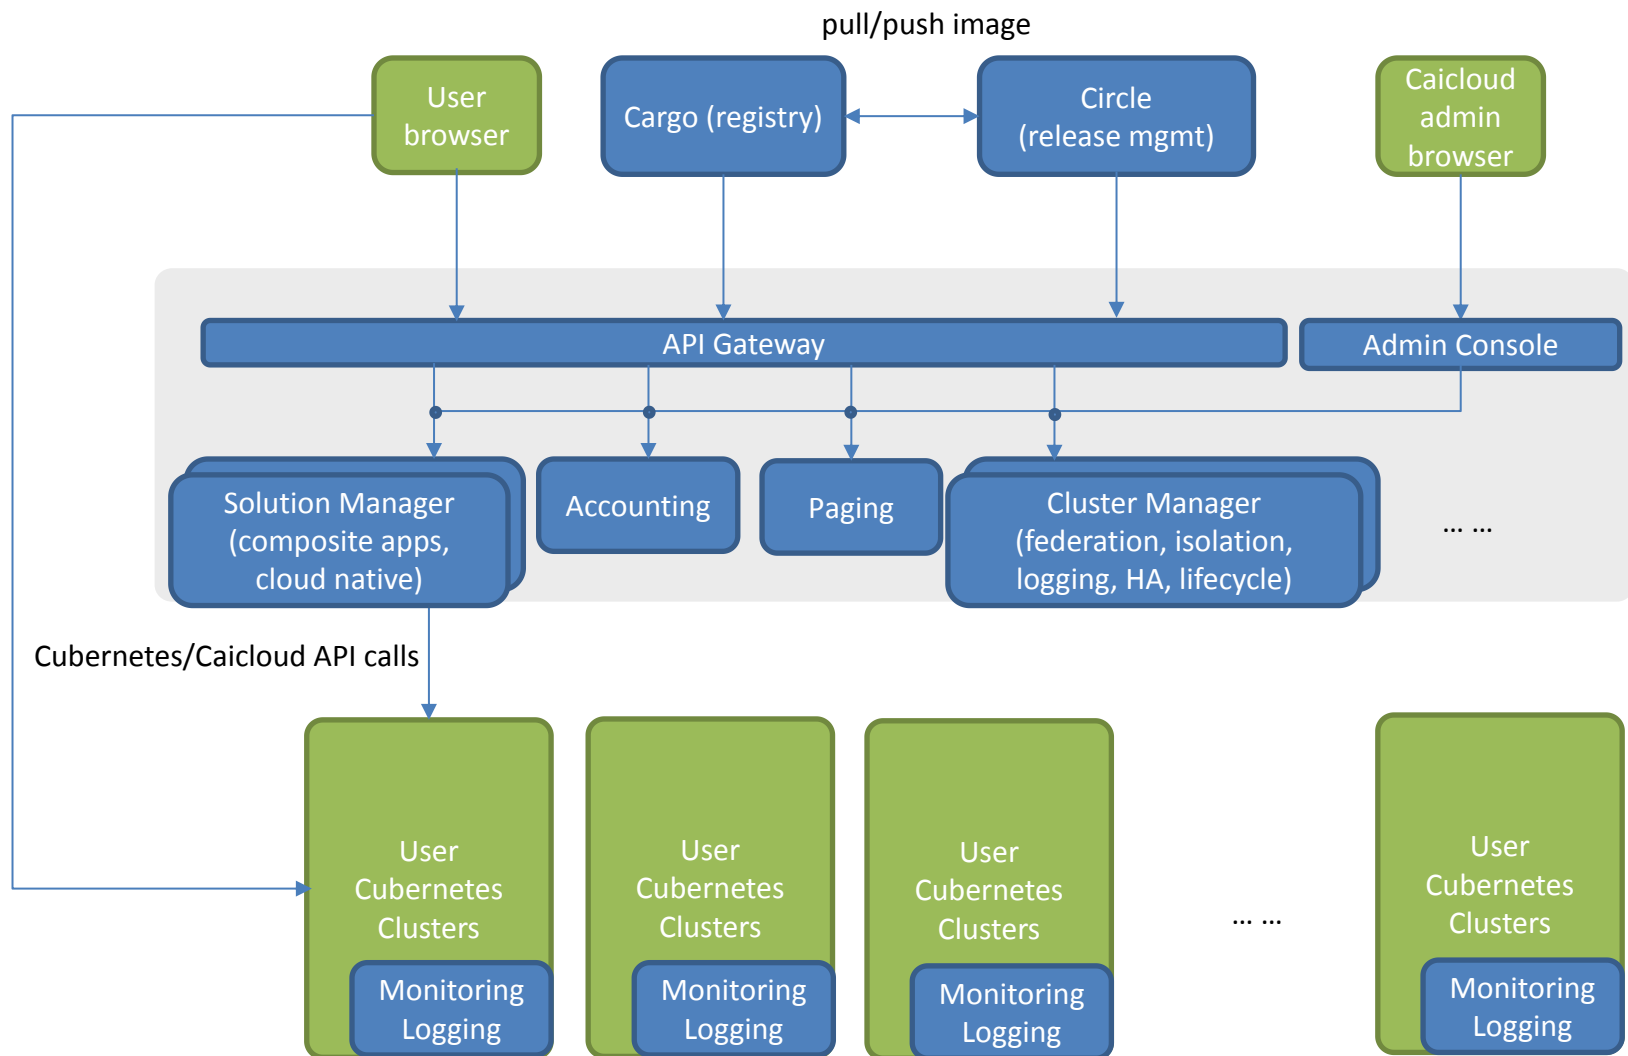 pull/push image
User
browser
Cargo (registry)
Circle
(release mgmt)
Caicloud
admin
browser
API Gateway
Admin Console
Solution Manager
(composite apps,
cloud native)
Accounting
Paging
Cluster Manager
(federation, isolation,
logging, HA, lifecycle)
... ...
Cubernetes/Caicloud API calls
User
Cubernetes
Clusters
Monitoring
Logging
User
Cubernetes
Clusters
Monitoring
Logging
User
Cubernetes
Clusters
Monitoring
Logging
... ...
User
Cubernetes
Clusters
Monitoring
Logging